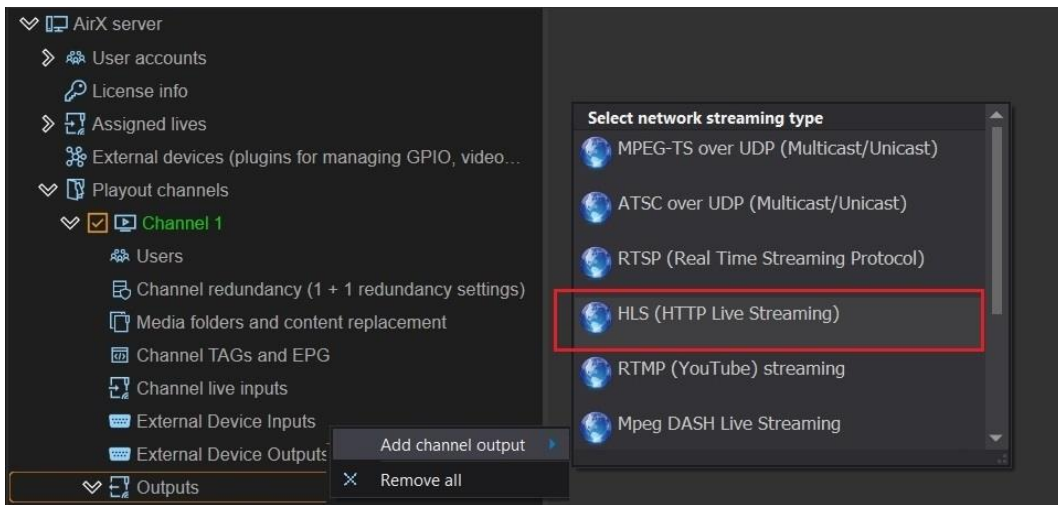 AirX server
User accounts
License info
Assigned lives
External devices (plugins for managing GPIO, video...
Playout channels
Channel 1
Users
Channel redundancy (1 + 1 redundancy settings)
Media folders and content replacement
Channel TAGs and EPG
Channel live inputs
External Device Inputs
External Device Outputs
Outputs
Add channel output
Remove all
Select network streaming type
MPEG-TS over UDP (Multicast/Unicast)
ATSC over UDP (Multicast/Unicast)
RTSP (Real Time Streaming Protocol)
HLS (HTTP Live Streaming)
RTMP (YouTube) streaming
Mpeg DASH Live Streaming